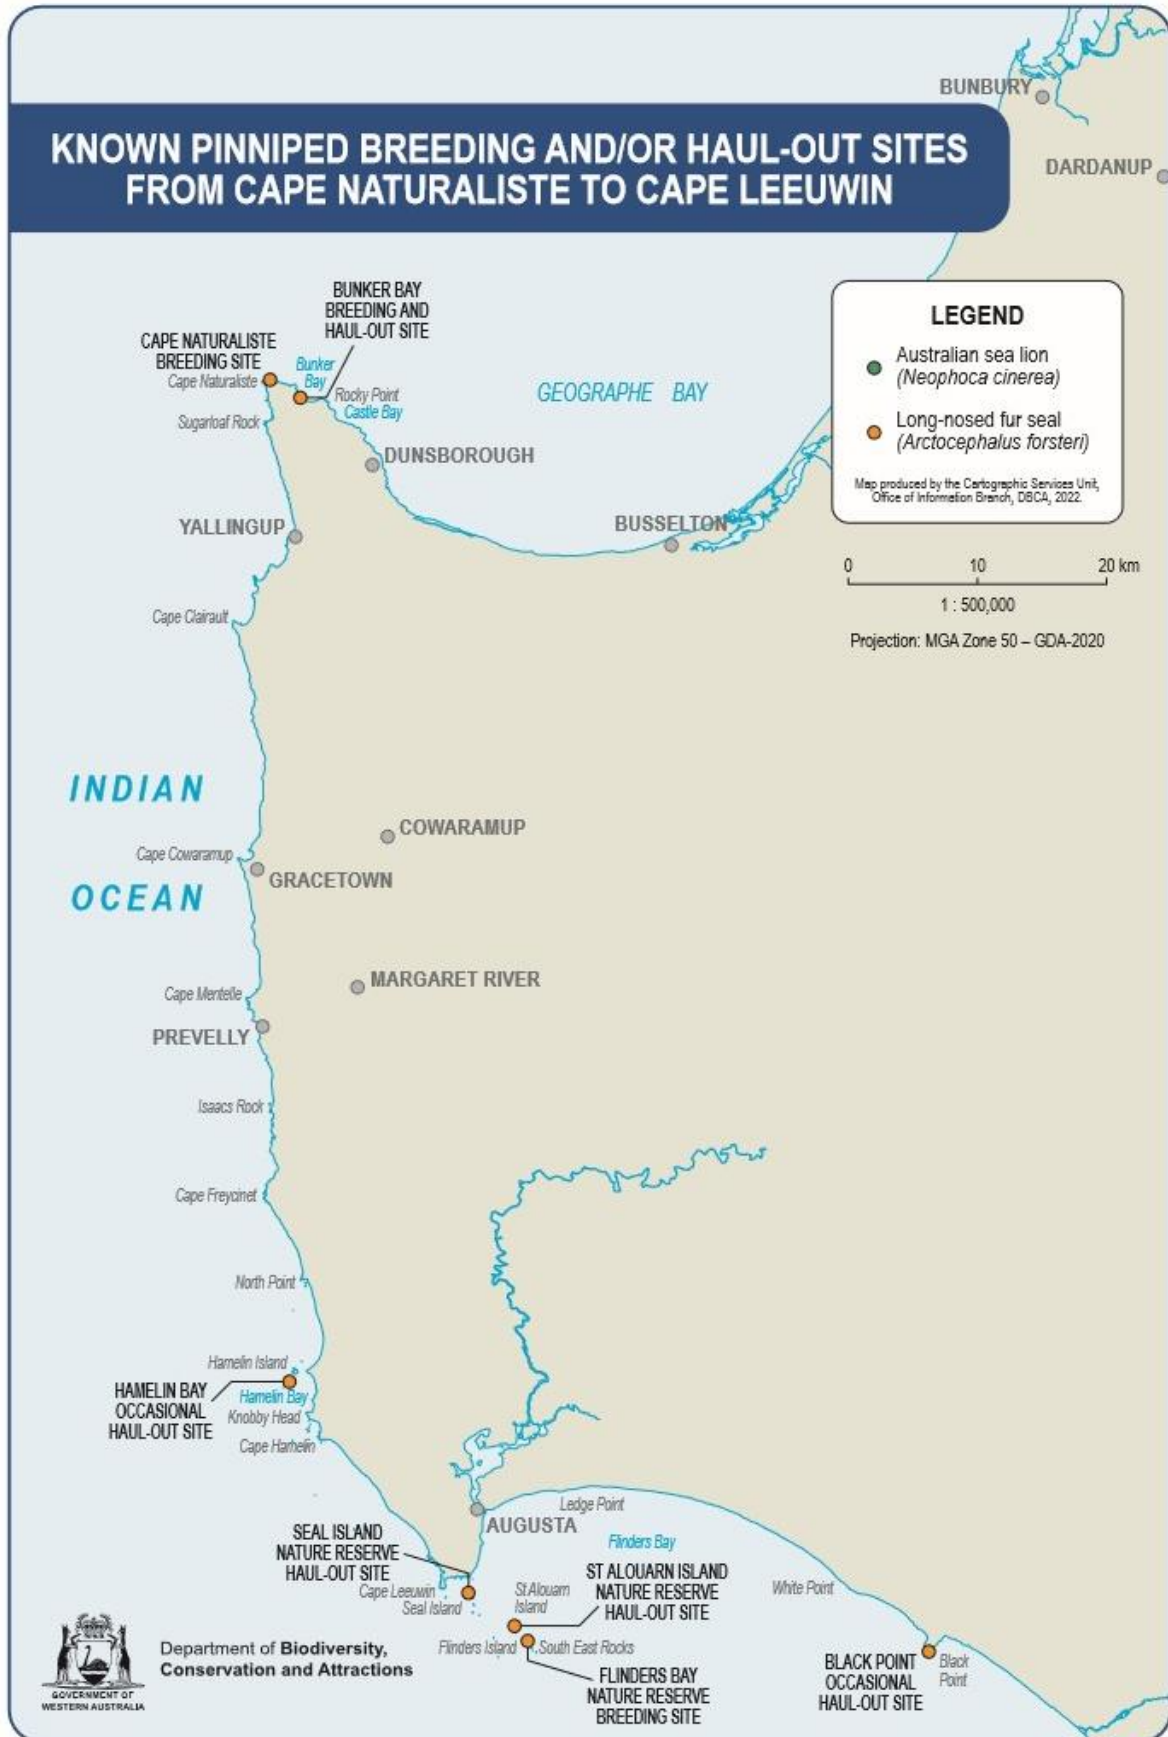 BUNBURY
DARDANUP
KNOWN PINNIPED BREEDING AND/OR HAUL-OUT SITES
FROM CAPE NATURALISTE TO CAPE LEEUWIN
BUNKER BAY
BREEDING AND
HAUL-OUT SITE
CAPE NATURALISTE
BREEDING SITE
Cape Naturaliste
Bunker
Bay
Rocky Point
Castle Bay
Sugarloaf Rock
GEOGRAPHE BAY
LEGEND
Australian sea lion
(Neophoca cinerea)
Long-nosed fur seal
(Arctocephalus forsteri)
Map produced by the Cartographic Services Unit,
Office of Information Branch, DBCA, 2022.
DUNSBOROUGH
YALLINGUP
BUSSELTON
0 10 20 km
1 : 500,000
Projection: MGA Zone 50 – GDA-2020
Cape Clairault
INDIAN
OCEAN
COWARAMUP
Cape Cowaramup
GRACETOWN
MARGARET RIVER
Cape Mentelle
PREVELLY
Isaacs Rock
Cape Freycinet
North Point
Hamelin Island
HAMELIN BAY
OCCASIONAL
HAUL-OUT SITE
Hamelin Bay
Knobby Head
Cape Hamelin
Ledge Point
AUGUSTA
Flinders Bay
SEAL ISLAND
NATURE RESERVE
HAUL-OUT SITE
Cape Leeuwin
Seal Island
St Alouarn
Island
ST ALOUARN ISLAND
NATURE RESERVE
HAUL-OUT SITE
White Point
Flinders Island
South East Rocks
FLINDERS BAY
NATURE RESERVE
BREEDING SITE
BLACK POINT
OCCASIONAL
HAUL-OUT SITE
Black
Point
Department of Biodiversity,
Conservation and Attractions
GOVERNMENT OF
WESTERN AUSTRALIA